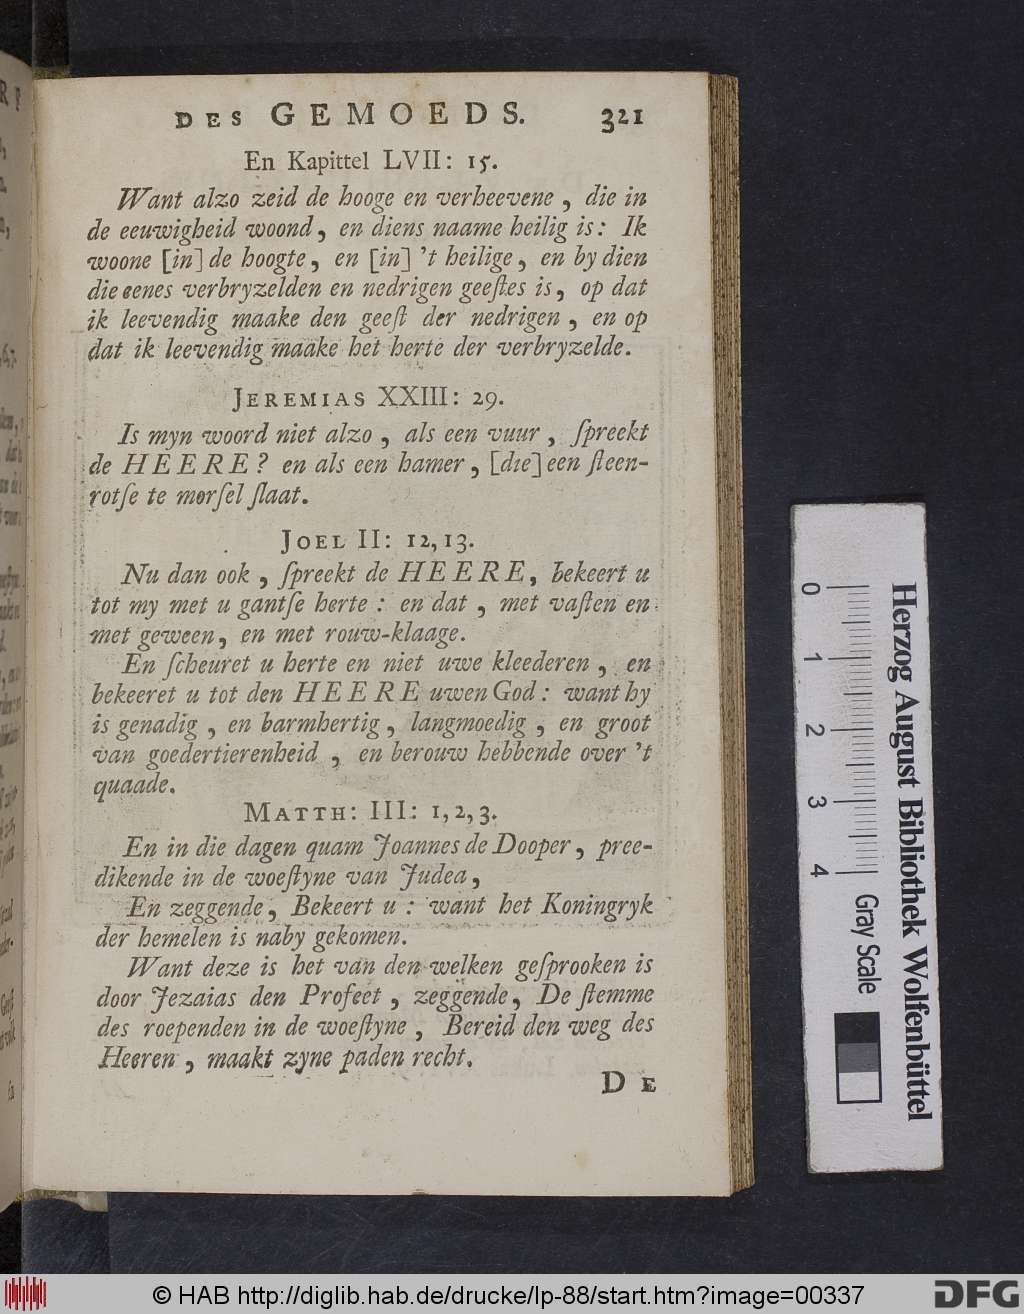 DES GEMOEDS. 321
En Kapittel LVII: 15.
Want alzo zeid de hooge en verheevene, die in
de eeuwigheid woond, en diens naame heilig is: Ik
woone [in] de hoogte, en [in] 't heilige, en by dien
die eenes verbryzelden en nedrigen geeſtes is, op dat
ik leevendig maake den geeſt der nedrigen, en op
dat ik leevendig maake het herte der verbryzelde.
JEREMIAS XXIII: 29.
Is myn woord niet alzo, als een vuur, ſpreekt
de HEERE? en als een hamer, [die] een ſteen-
rotſe te morſel ſlaat.
JOEL II: 12, 13.
Nu dan ook, ſpreekt de HEERE, bekeert u
tot my met u gantſe herte: en dat, met vaſten en
met geween, en met rouw-klaage.
En ſcheuret u herte en niet uwe kleederen, en
bekeeret u tot den HEERE uwen God: want hy
is genadig, en barmhertig, langmoedig, en groot
van goedertierenheid, en berouw hebbende over 't
quaade.
MATTH: III: 1, 2, 3.
En in die dagen quam Joannes de Dooper, pree-
dikende in de woeſtyne van Judea,
En zeggende, Bekeert u: want het Koningryk
der hemelen is naby gekomen.
Want deze is het van den welken geſprooken is
door Jezaias den Profeet, zeggende, De ſtemme
des roependen in de woeſtyne, Bereid den weg des
Heeren, maakt zyne paden recht.
DE
0 1 2 3 4
Herzog August Bibliothek Wolfenbüttel
Gray Scale
© HAB http://diglib.hab.de/drucke/lp-88/start.htm?image=00337
DFG